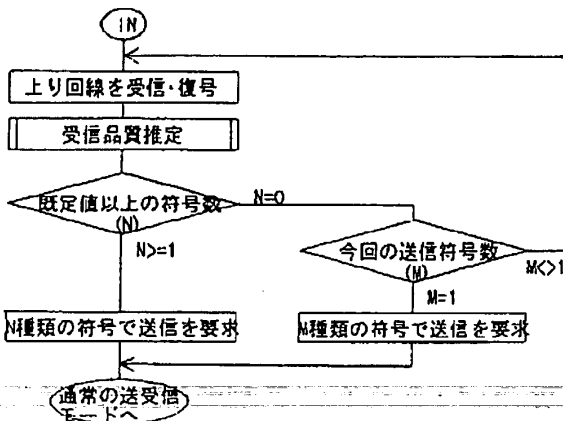 IN
上り回線を受信・復号
受信品質推定
既定値以上の符号数
(N)
N=0
N>=1
今回の送信符号数
(M)
M<>1
M=1
N種類の符号で送信を要求
M種類の符号で送信を要求
通常の送受信
モードへ